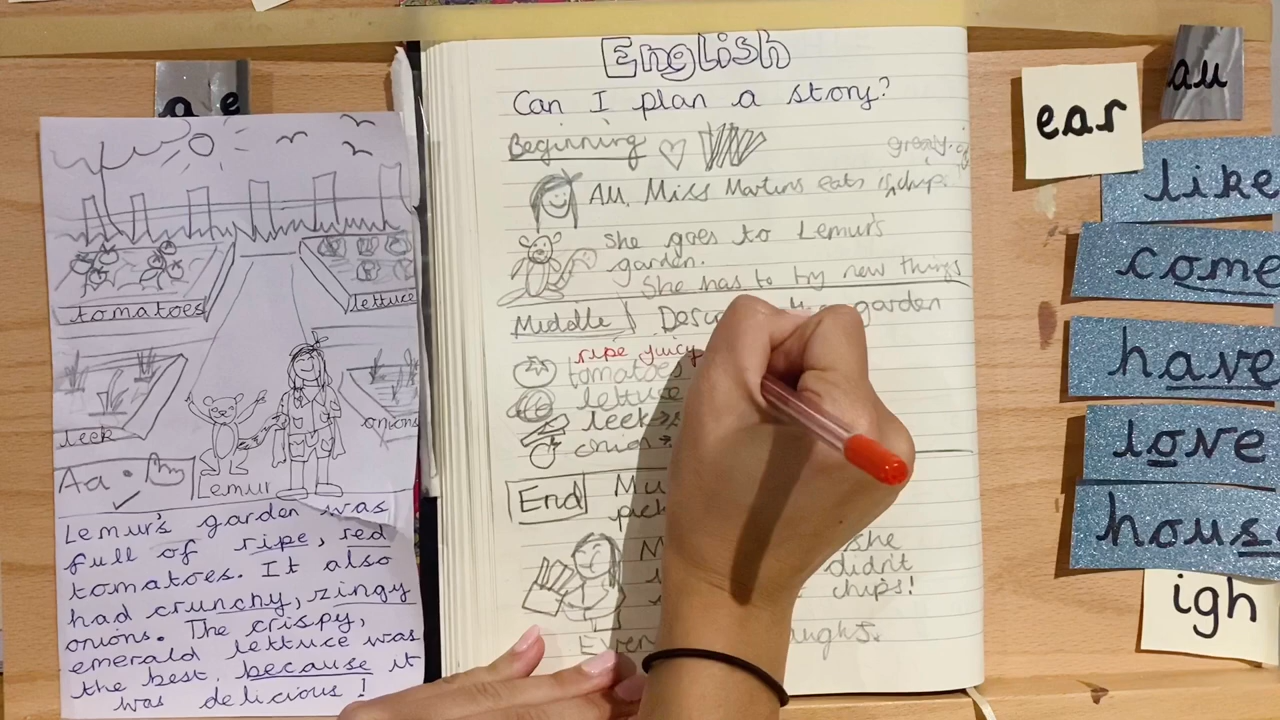 a e
tomatoes
lettuce
leek
onions
Aa
Lemur
Lemur's garden was
full of ripe, red
tomatoes. It also
had crunchy, zingy
onions. The crispy,
emerald lettuce was
the best, because it
was delicious!
English
Can I plan a story?
Beginning
Miss Martins eats
She goes to Lemur's
garden.
She has to try new things
Middle
garden
ripe juicy
tomatoes
lettuce
leek
onion
End
she
didn't
chips!
ear
au
like
come
have
love
house
igh